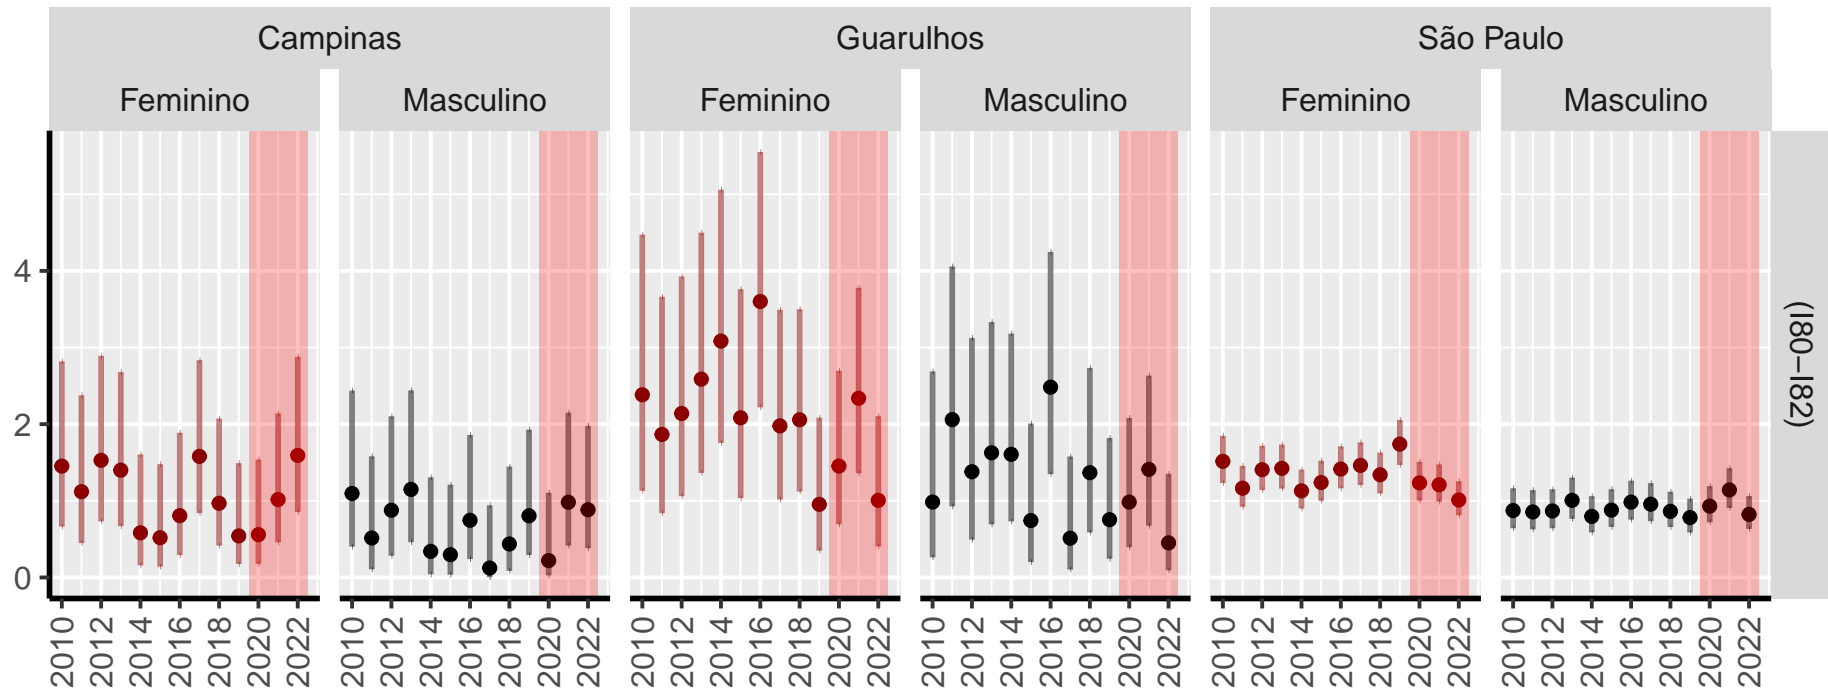 Campinas Guarulhos São Paulo
Feminino Masculino Feminino Masculino Feminino Masculino
4
2
0
(I80–I82)
2010 2012 2014 2016 2018 2020 2022 2010 2012 2014 2016 2018 2020 2022 2010 2012 2014 2016 2018 2020 2022 2010 2012 2014 2016 2018 2020 2022 2010 2012 2014 2016 2018 2020 2022 2010 2012 2014 2016 2018 2020 2022